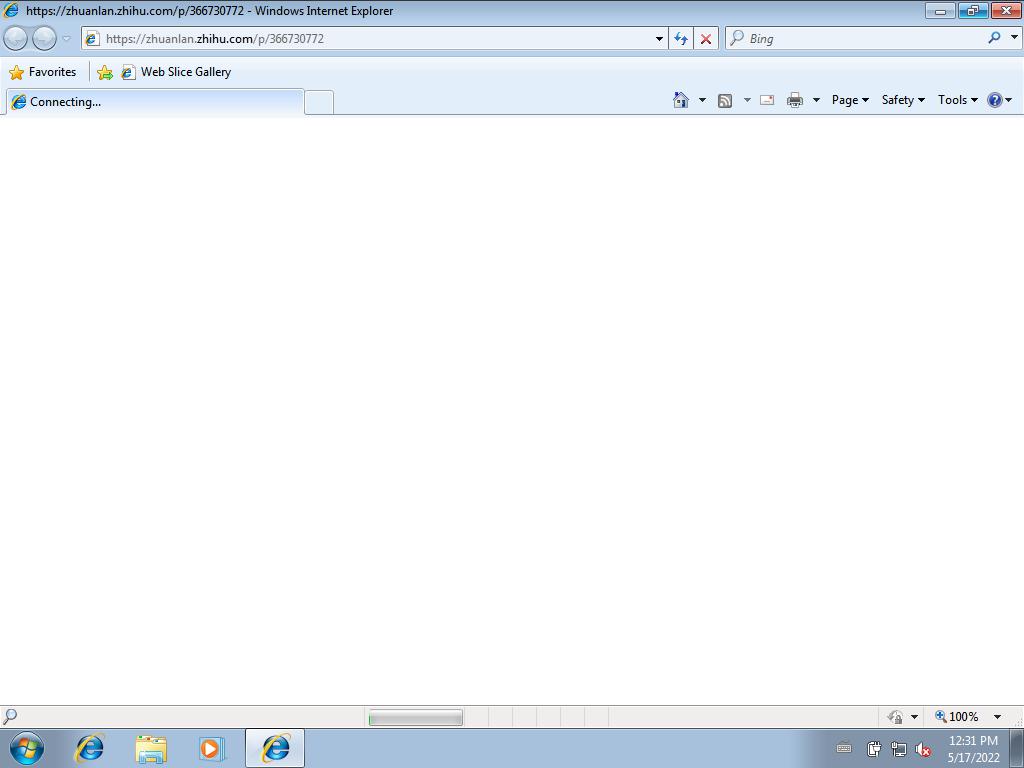 https://zhuanlan.zhihu.com/p/366730772 - Windows Internet Explorer
https://zhuanlan.zhihu.com/p/366730772
Bing
Favorites
Web Slice Gallery
Connecting...
Page
Safety
Tools
100%
12:31 PM
5/17/2022